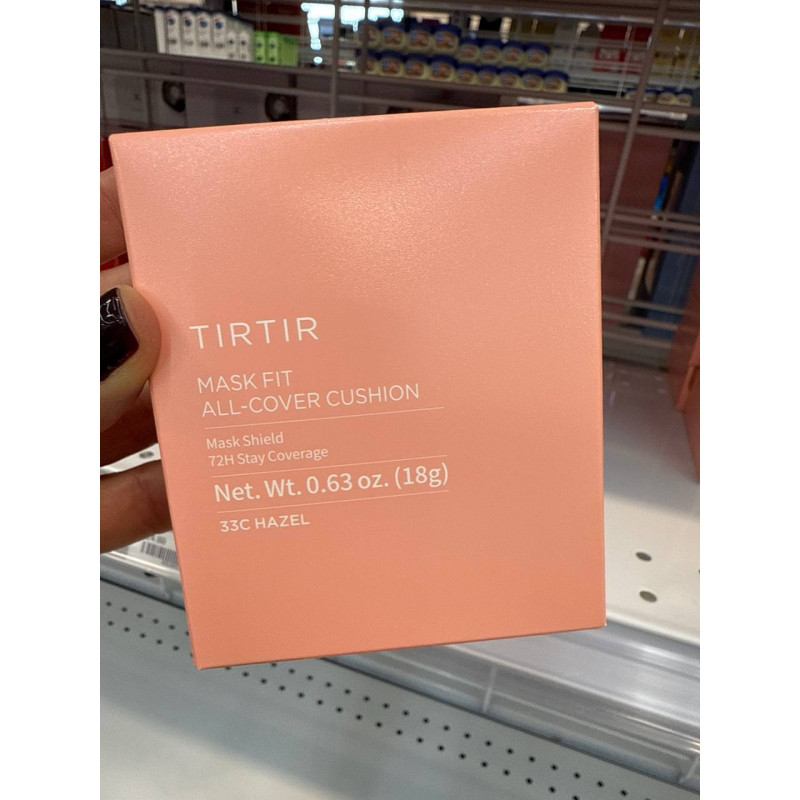 TIRTIR
MASK FIT
ALL-COVER CUSHION
Mask Shield
72H Stay Coverage
Net. Wt. 0.63 oz. (18g)
33C HAZEL